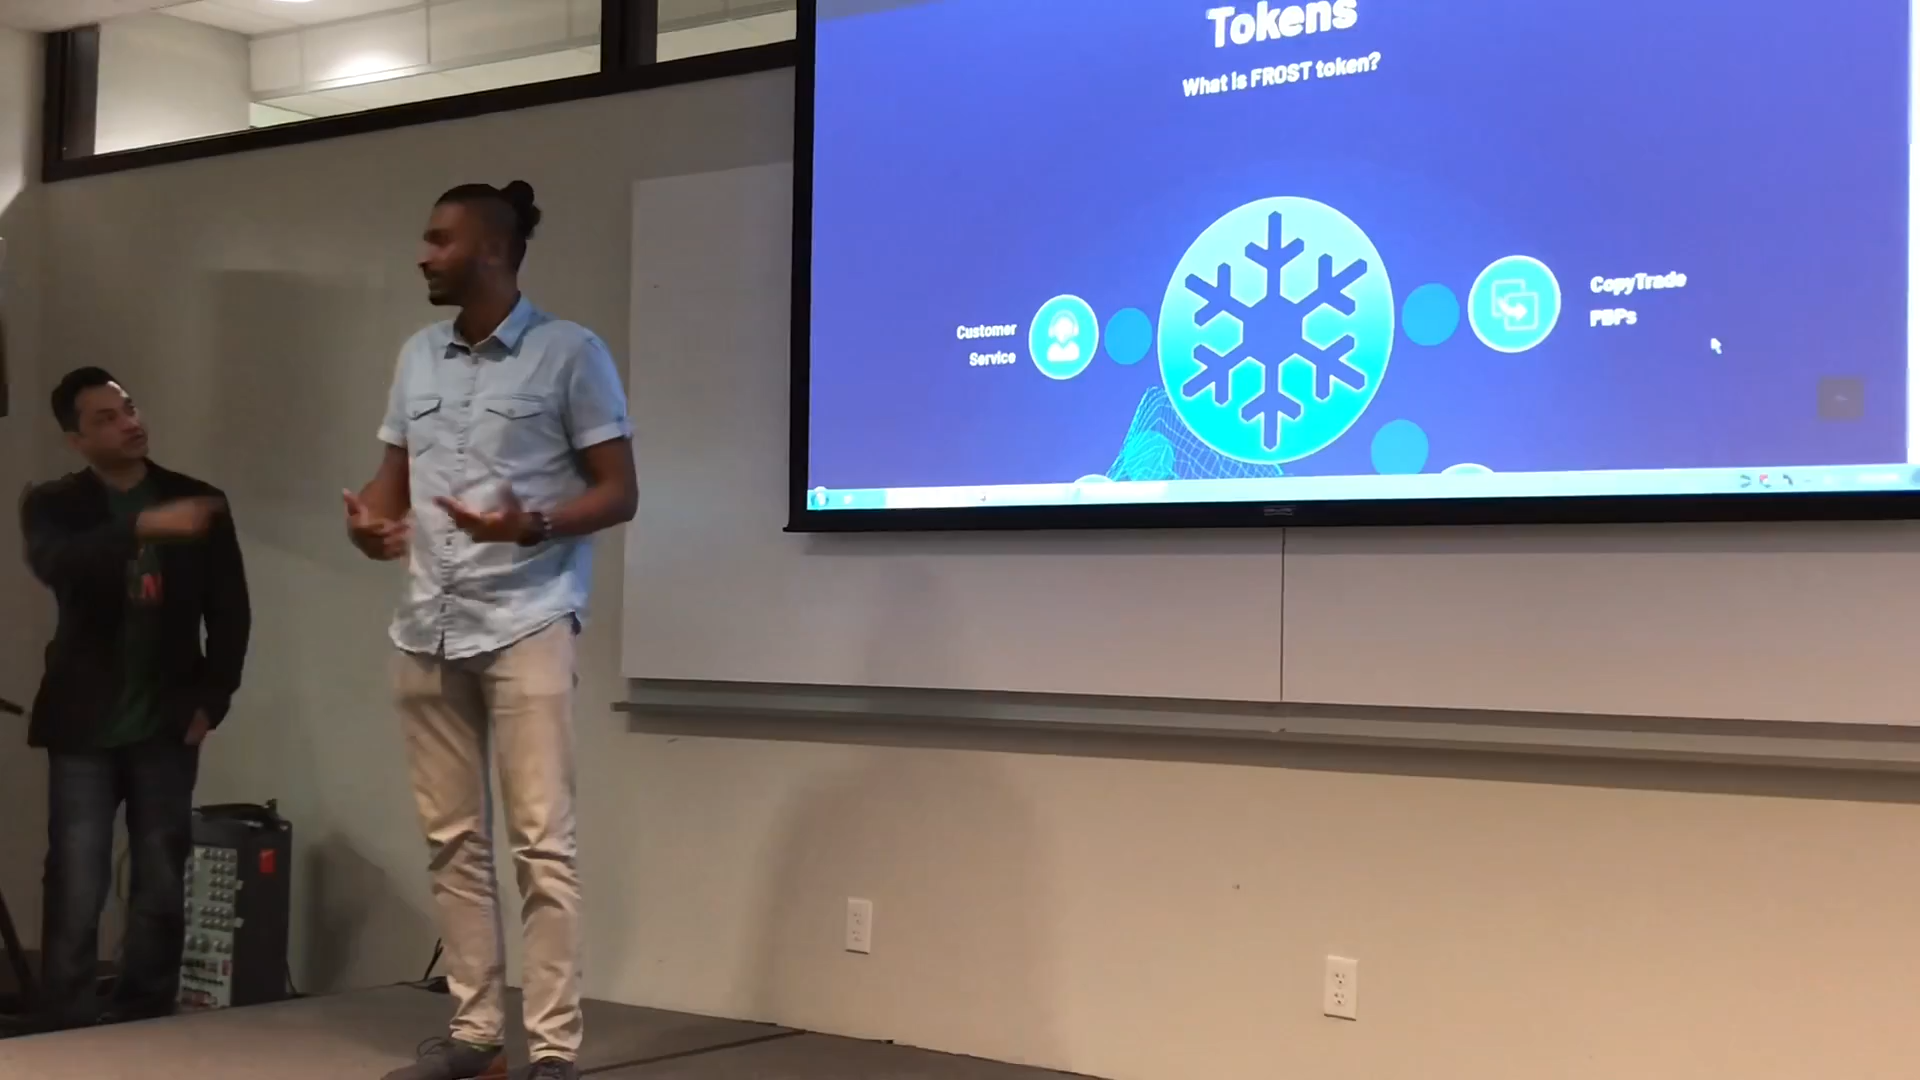 Tokens
What is FROST token?
Customer
Service
CopyTrade
PBPs